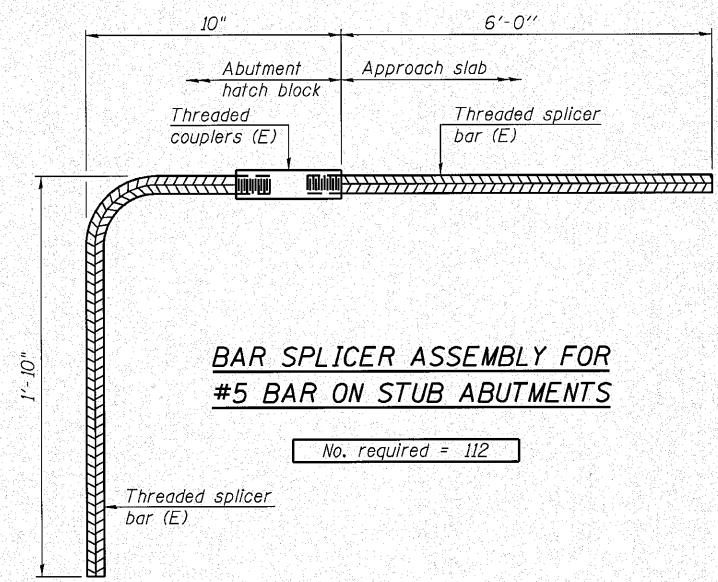 10"
6'-0"
Abutment
hatch block
Approach slab
Threaded
couplers (E)
Threaded splicer
bar (E)
1'-10"
BAR SPLICER ASSEMBLY FOR
#5 BAR ON STUB ABUTMENTS
No. required = 112
Threaded splicer
bar (E)